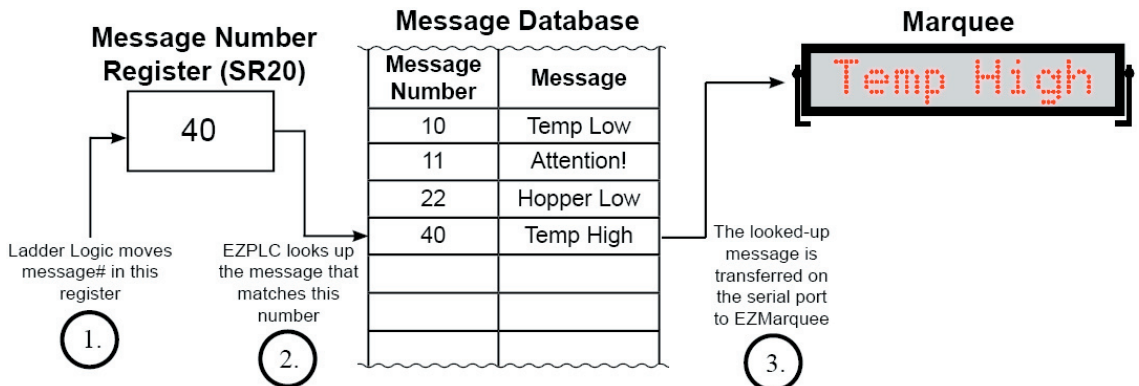 Message Number
Register (SR20)
40
Ladder Logic moves
message# in this
register
1.
EZPLC looks up
the message that
matches this
number
2.
Message Database
Message Number Message
10 Temp Low
11 Attention!
22 Hopper Low
40 Temp High
The looked-up
message is
transferred on
the serial port
to EZMarquee
3.
Marquee
Temp High